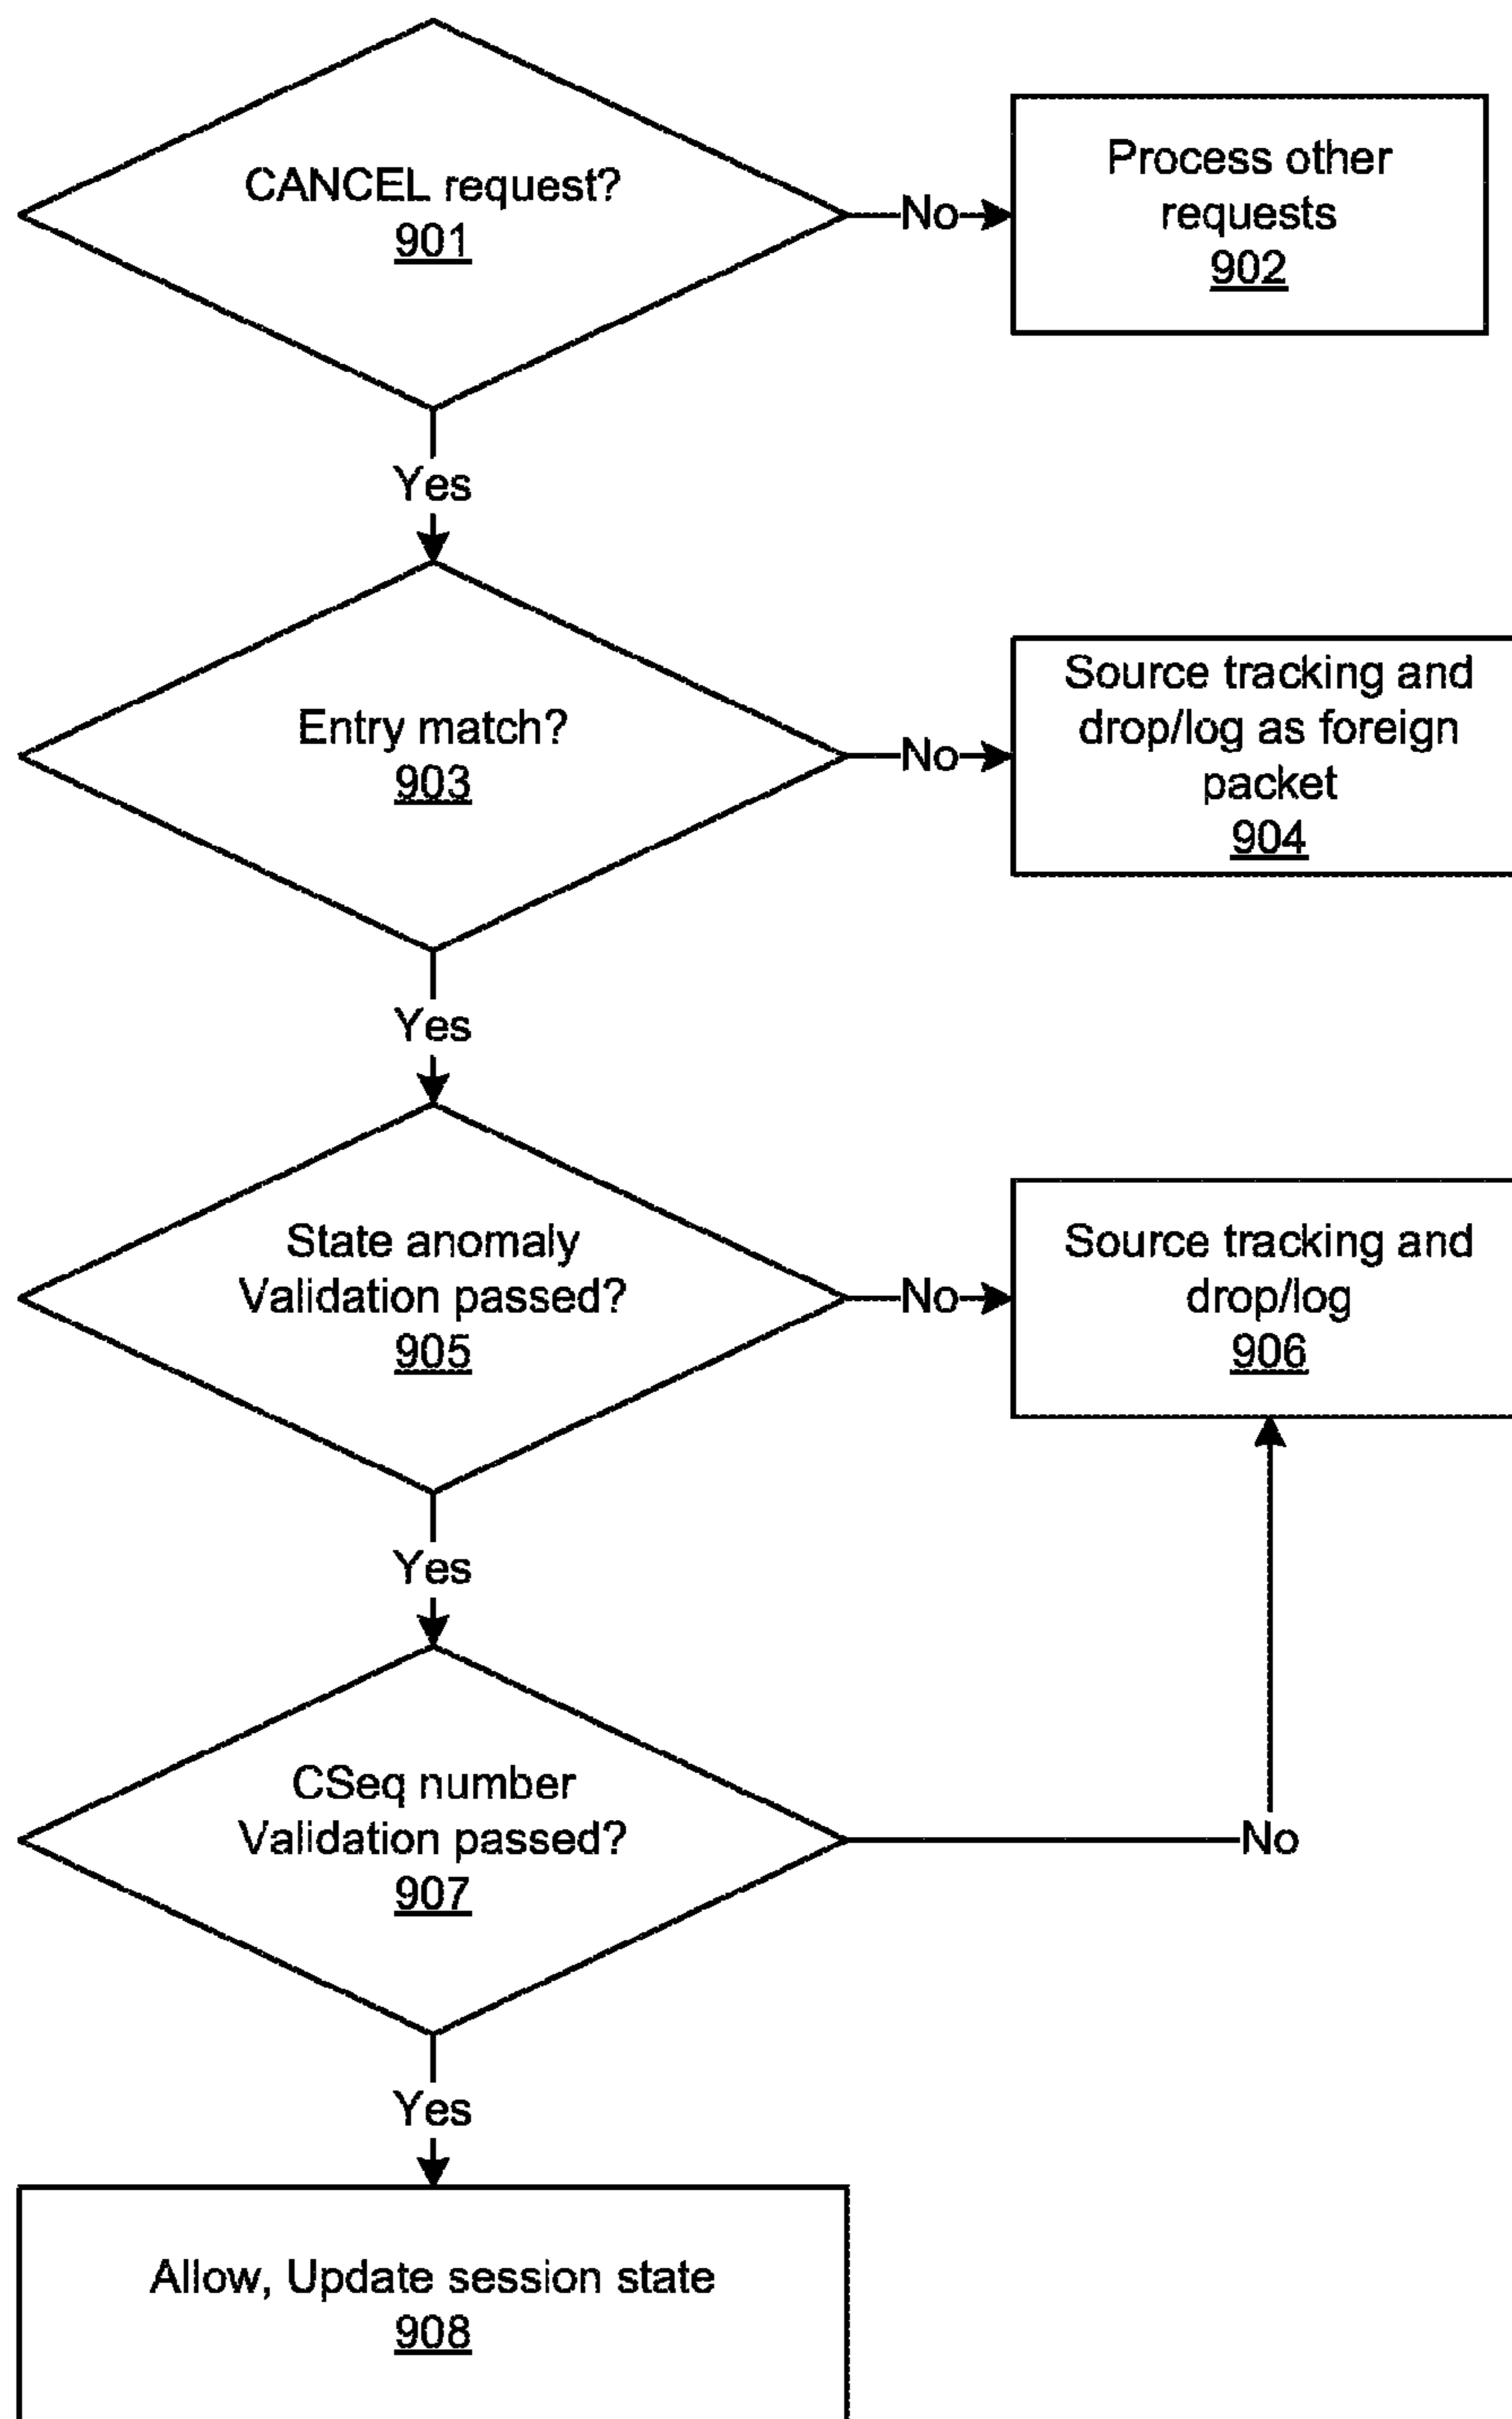 CANCEL request?
901
No
Process other
requests
902
Yes
Entry match?
903
No
Source tracking and
drop/log as foreign
packet
904
Yes
State anomaly
Validation passed?
905
No
Source tracking and
drop/log
906
Yes
CSeq number
Validation passed?
907
No
Yes
Allow, Update session state
908